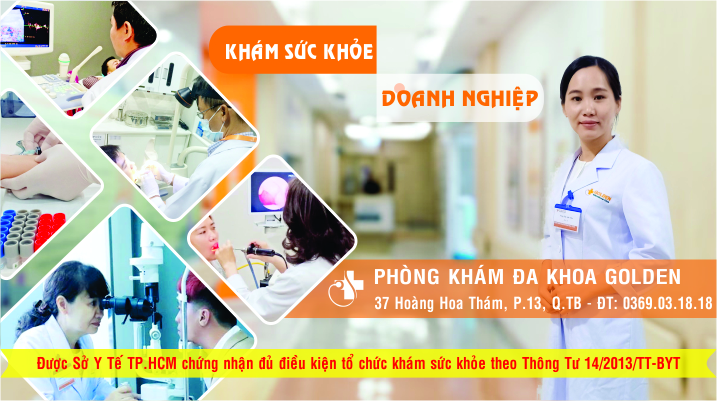 KHÁM SỨC KHỎE
DOANH NGHIỆP
PHÒNG KHÁM ĐA KHOA GOLDEN
37 Hoàng Hoa Thám, P.13, Q.TB - ĐT: 0369.03.18.18
Được Sở Y Tế TP.HCM chứng nhận đủ điều kiện tổ chức khám sức khỏe theo Thông Tư 14/2013/TT-BYT